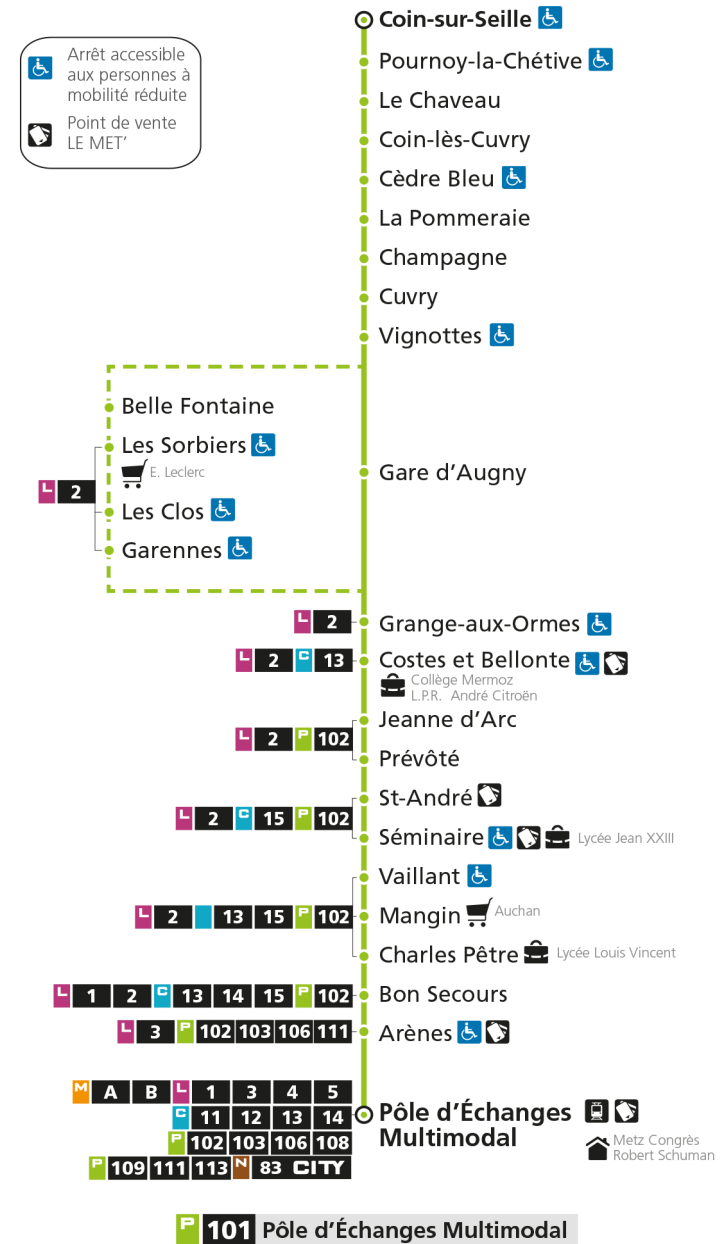 Coin-sur-Seille
Arrêt accessible
aux personnes à
mobilité réduite
Point de vente
LE MET'
Pournoy-la-Chétive
Le Chaveau
Coin-lès-Cuvry
Cèdre Bleu
La Pommeraie
Champagne
Cuvry
Vignottes
Belle Fontaine
Les Sorbiers
E. Leclerc
L 2
Les Clos
Garennes
Gare d'Augny
L 2 Grange-aux-Ormes
L 2 C 13 Costes et Bellonte
Collège Mermoz
L.P.R. André Citroën
Jeanne d'Arc
L 2 P 102
Prévôté
St-André
L 2 C 15 P 102
Séminaire Lycée Jean XXIII
Vaillant
L 2 13 15 P 102 Mangin Auchan
Charles Pêtre Lycée Louis Vincent
L 1 2 C 13 14 15 P 102 Bon Secours
L 3 P 102 103 106 111 Arènes
M A B L 1 3 4 5
C 11 12 13 14
P 102 103 106 108
P 109 111 113 N 83 CITY
Pôle d'Échanges
Multimodal
Metz Congrès
Robert Schuman
P 101 Pôle d'Échanges Multimodal